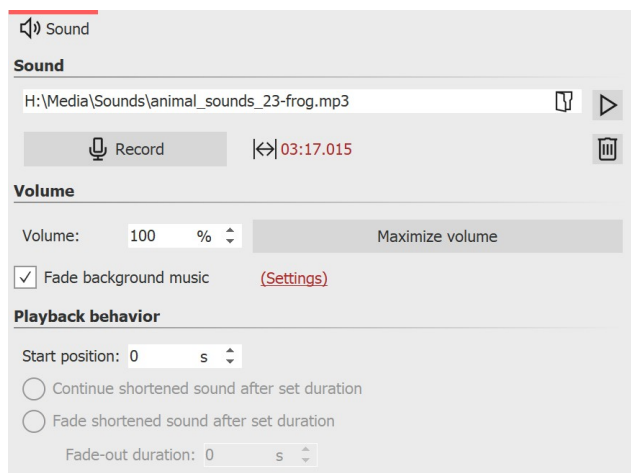 Sound
Sound
H:\Media\Sounds\animal_sounds_23-frog.mp3
Record 03:17.015
Volume
Volume: 100 % Maximize volume
Fade background music (Settings)
Playback behavior
Start position: 0 s
Continue shortened sound after set duration
Fade shortened sound after set duration
Fade-out duration: 0 s